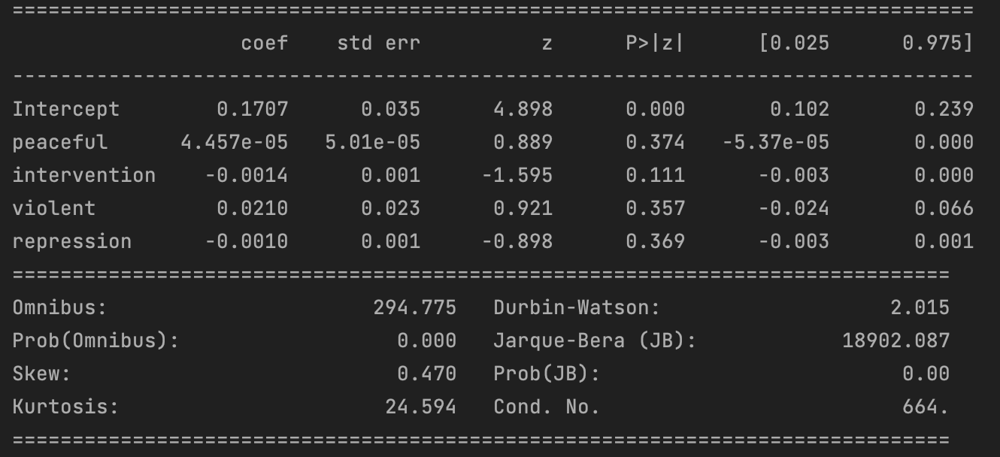 ==============================================================================
coef std err z P>|z| [0.025 0.975]
------------------------------------------------------------------------------
Intercept 0.1707 0.035 4.898 0.000 0.102 0.239
peaceful 4.457e-05 5.01e-05 0.889 0.374 -5.37e-05 0.000
intervention -0.0014 0.001 -1.595 0.111 -0.003 0.000
violent 0.0210 0.023 0.921 0.357 -0.024 0.066
repression -0.0010 0.001 -0.898 0.369 -0.003 0.001
==============================================================================
Omnibus: 294.775 Durbin-Watson: 2.015
Prob(Omnibus): 0.000 Jarque-Bera (JB): 18902.087
Skew: 0.470 Prob(JB): 0.00
Kurtosis: 24.594 Cond. No. 664.
==============================================================================